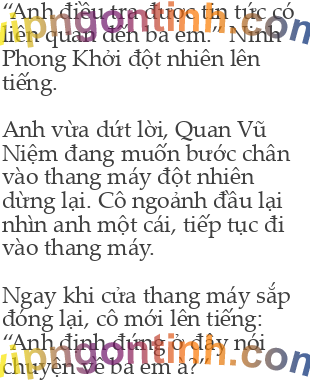 “Anh điều tra được tin tức có
liên quan đến ba em.” Ninh
Phong Khởi đột nhiên lên
tiếng.
Anh vừa dứt lời, Quan Vũ
Niệm đang muốn bước chân
vào thang máy đột nhiên
dừng lại. Cô ngoảnh đầu lại
nhìn anh một cái, tiếp tục đi
vào thang máy.
Ngay khi cửa thang máy sắp
đóng lại, cô mới lên tiếng:
“Anh định đứng ở đây nói
chuyện về ba em à?”
vipngontinh.com
vipngontinh.com